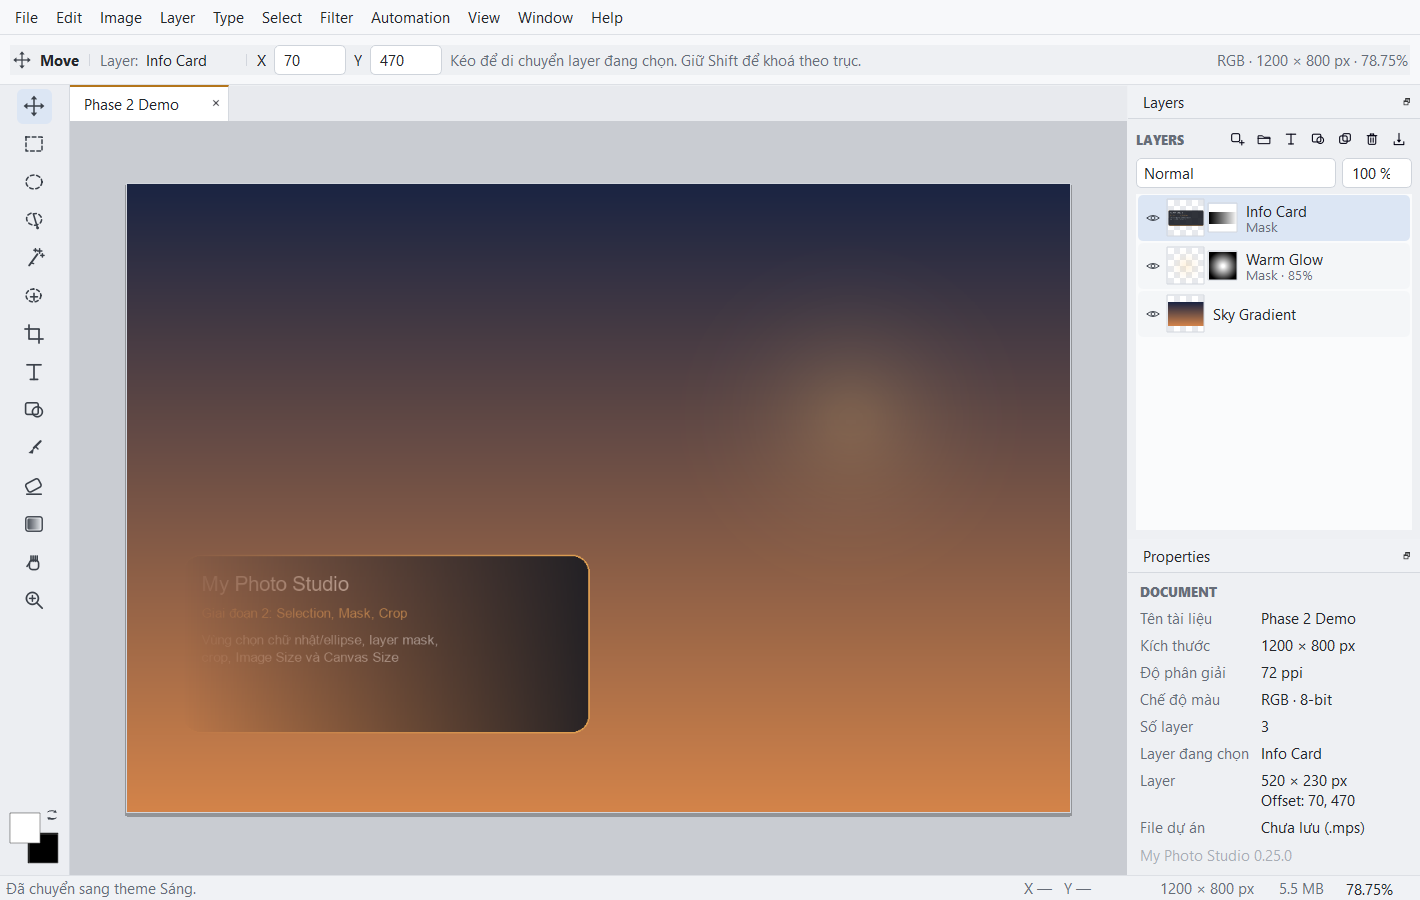 File Edit Image Layer Type Select Filter Automation View Window Help
Move Layer: Info Card X 70 Y 470 Kéo để di chuyển layer đang chọn. Giữ Shift để khoá theo trục. RGB · 1200 × 800 px · 78.75%
Phase 2 Demo ×
Layers
LAYERS
Normal 100 %
Info Card
Mask
Warm Glow
Mask · 85%
Sky Gradient
My Photo Studio
Giai đoạn 2: Selection, Mask, Crop
Vùng chọn chữ nhật/ellipse, layer mask,
crop, Image Size và Canvas Size
Properties
DOCUMENT
Tên tài liệu Phase 2 Demo
Kích thước 1200 × 800 px
Độ phân giải 72 ppi
Chế độ màu RGB · 8-bit
Số layer 3
Layer đang chọn Info Card
Layer 520 × 230 px
Offset: 70, 470
File dự án Chưa lưu (.mps)
My Photo Studio 0.25.0
Đã chuyển sang theme Sáng. X — Y — 1200 × 800 px 5.5 MB 78.75%